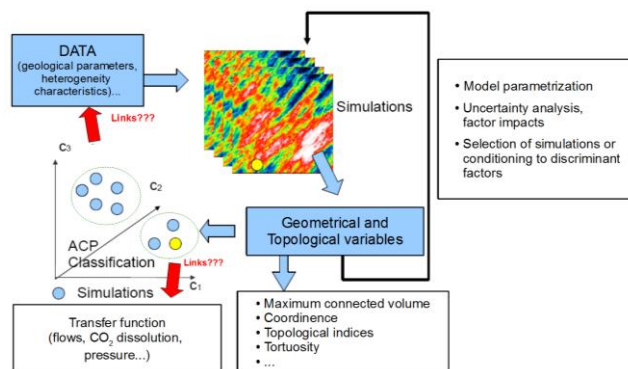 DATA
(geological parameters,
heterogeneity
characteristics)...
Simulations
• Model parametrization
• Uncertainty analysis,
factor impacts
• Selection of simulations or
conditioning to discriminant
factors
Links???
C3
C2
ACP
Classification
Links???
C1
Simulations
Geometrical and
Topological variables
Transfer function
(flows, CO2 dissolution,
pressure...)
• Maximum connected volume
• Coordinence
• Topological indices
• Tortuosity
• ...